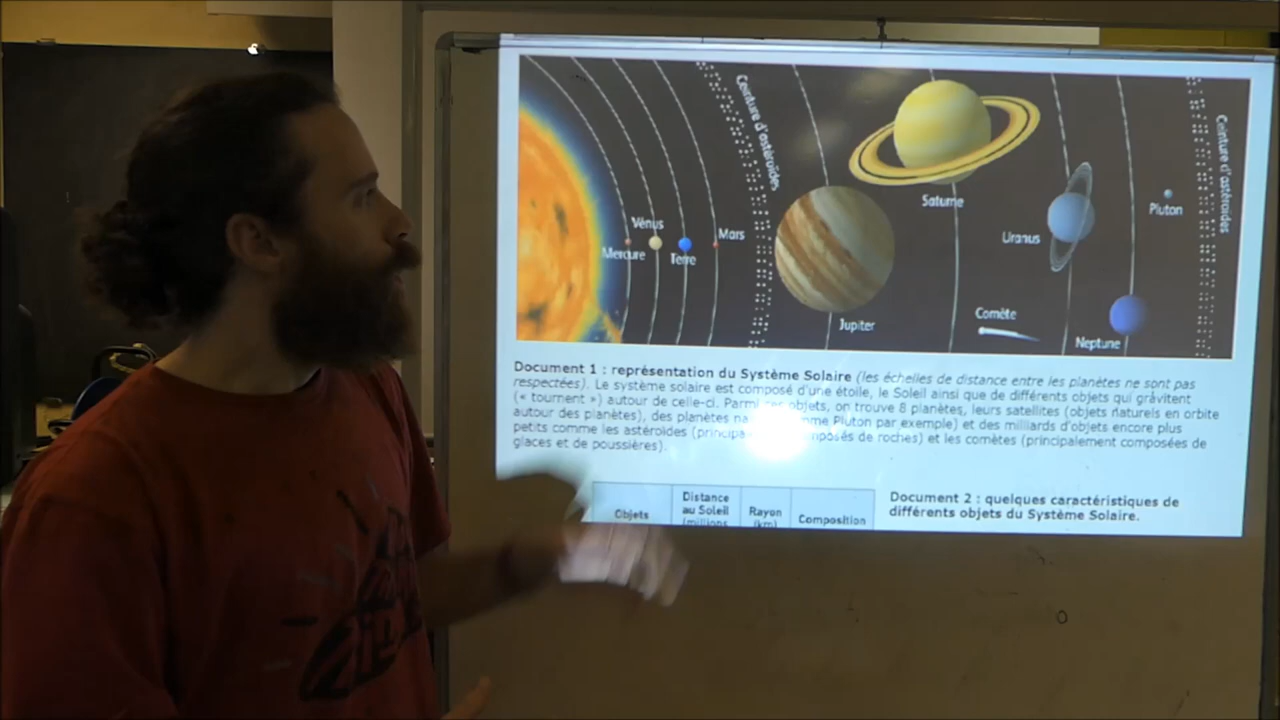 Ceinture d'astéroïdes
Saturne
Ceinture d'astéroïdes
Pluton
Vénus
Mars
Uranus
Mercure
Terre
Comète
Jupiter
Neptune
Document 1 : représentation du Système Solaire (les échelles de distance entre les planètes ne sont pas
respectées). Le système solaire est composé d'une étoile, le Soleil ainsi que de différents objets qui gravitent
(« tournent ») autour de celle-ci. Parmi ces objets, on trouve 8 planètes, leurs satellites (objets naturels en orbite
autour des planètes), des planètes Pluton par exemple) et des milliards d'objets encore plus
petits comme les astéroïdes de roches) et les comètes (principalement composées de
glaces et de poussières).
Objets
Distance
au Soleil
(millions
Rayon
(km)
Composition
Document 2 : quelques caractéristiques de
différents objets du Système Solaire.